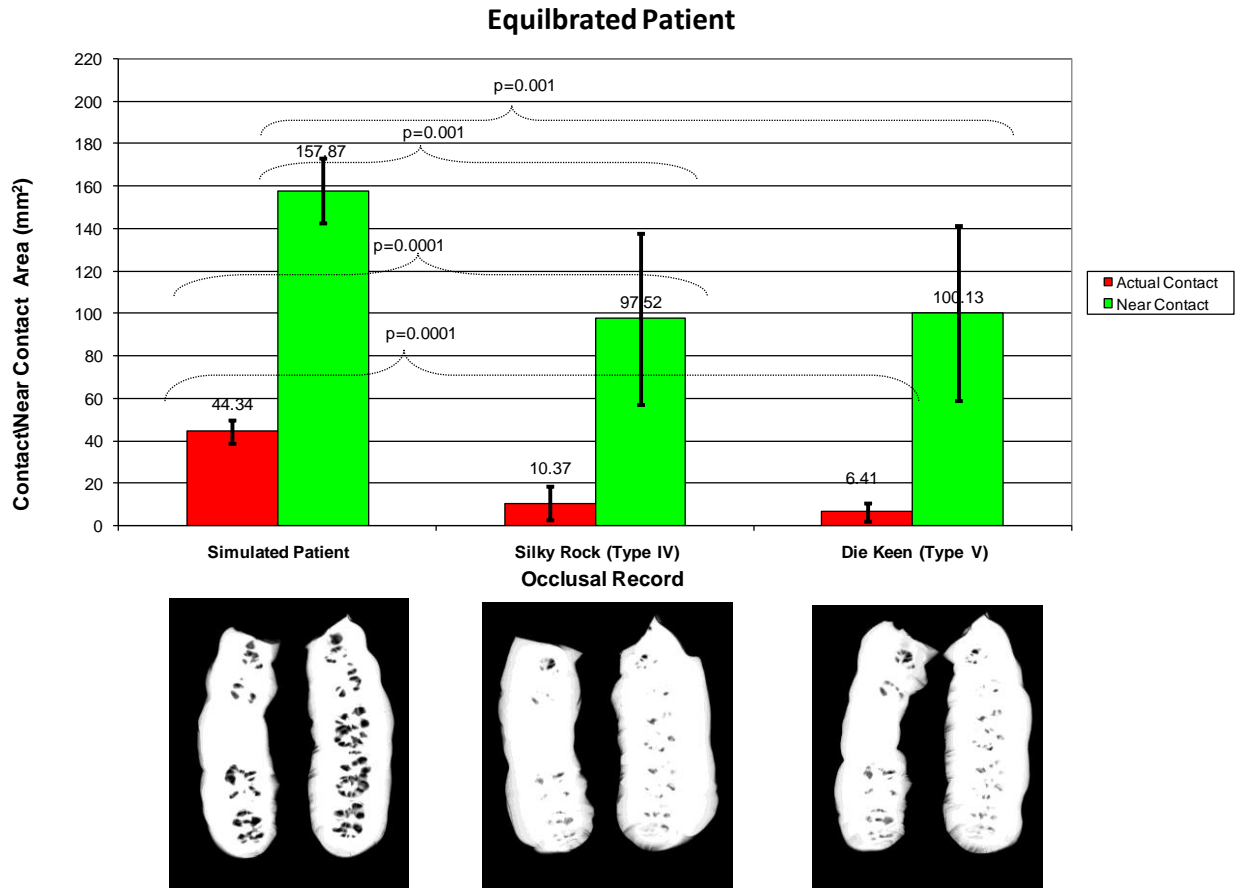 Equilbrated Patient
Contact\Near Contact Area (mm²)
220
200
180
160
140
120
100
80
60
40
20
0
p=0.001
p=0.001
157.87
p=0.0001
97.52
100.13
p=0.0001
44.34
10.37
6.41
Actual Contact
Near Contact
Simulated Patient
Silky Rock (Type IV)
Die Keen (Type V)
Occlusal Record